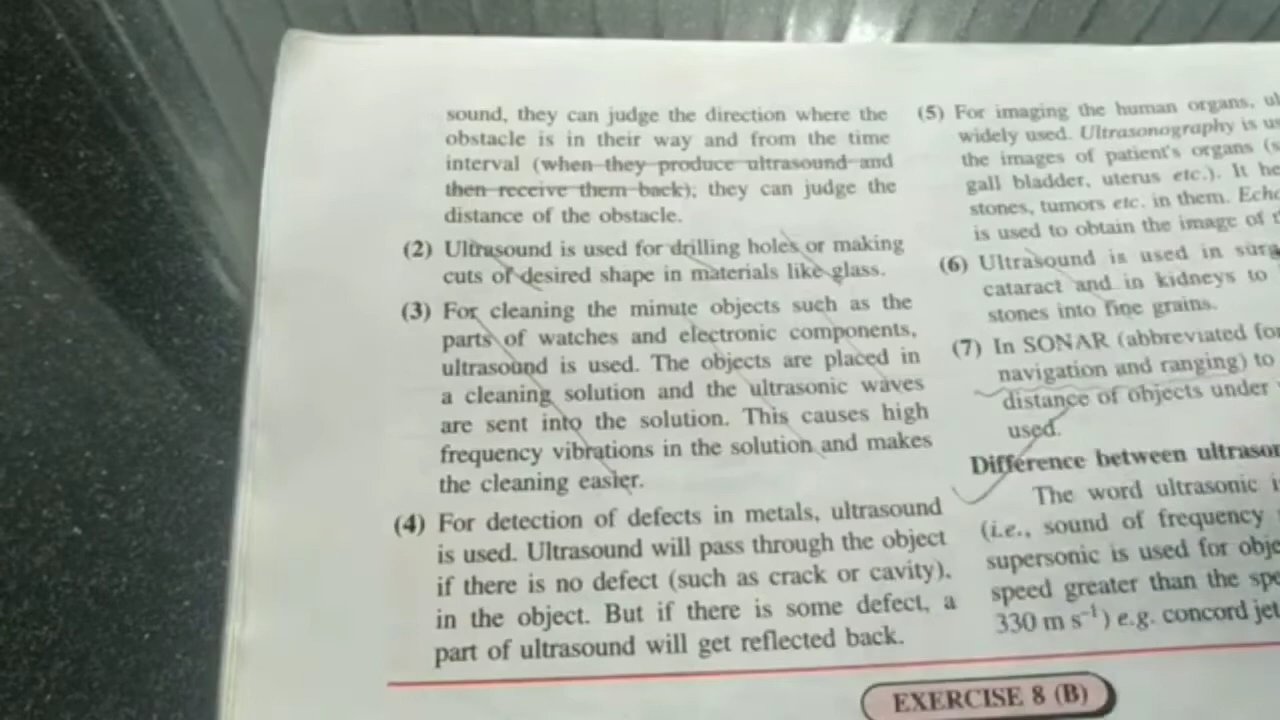 sound, they can judge the direction where the
obstacle is in their way and from the time
interval (when they produce ultrasound and
then receive them back), they can judge the
distance of the obstacle.
(2) Ultrasound is used for drilling holes or making
cuts of desired shape in materials like glass.
(3) For cleaning the minute objects such as the
parts of watches and electronic components,
ultrasound is used. The objects are placed in
a cleaning solution and the ultrasonic waves
are sent into the solution. This causes high
frequency vibrations in the solution and makes
the cleaning easier.
(4) For detection of defects in metals, ultrasound
is used. Ultrasound will pass through the object
if there is no defect (such as crack or cavity),
in the object. But if there is some defect, a
part of ultrasound will get reflected back.
(5) For imaging the human organs,
widely used. Ultrasonography is
the images of patient's organs
gall bladder, uterus etc.). It
stones, tumors etc. in them.
is used to obtain the image of
(6) Ultrasound is used in
cataract and in kidneys to
stones into fine grains.
(7) In SONAR (abbreviated
navigation and ranging) to
distance of objects under
used.
Difference between
The word ultrasonic
(i.e., sound of frequency
supersonic is used for
speed greater than the
330 m s⁻¹) e.g. concord
EXERCISE 8 (B)